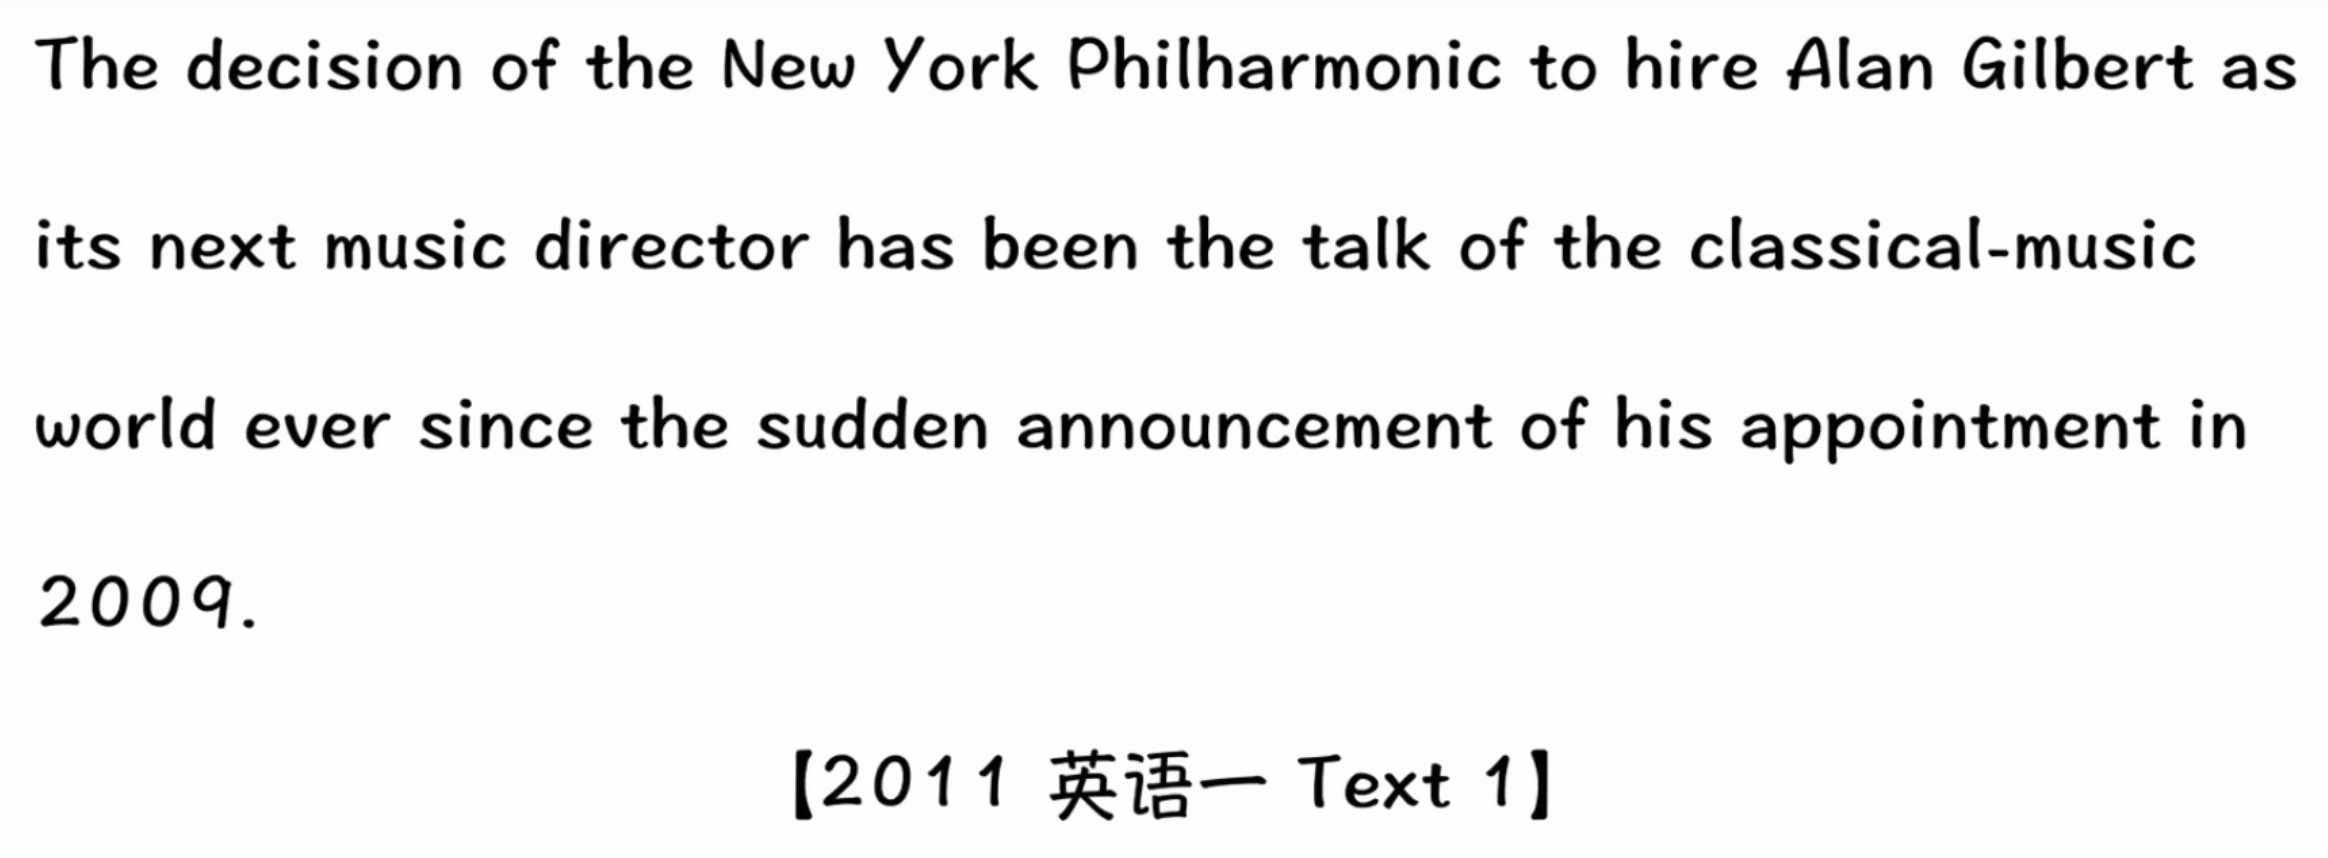 The decision of the New York Philharmonic to hire Alan Gilbert as
its next music director has been the talk of the classical-music
world ever since the sudden announcement of his appointment in
2009.
【2011 英语一 Text 1】